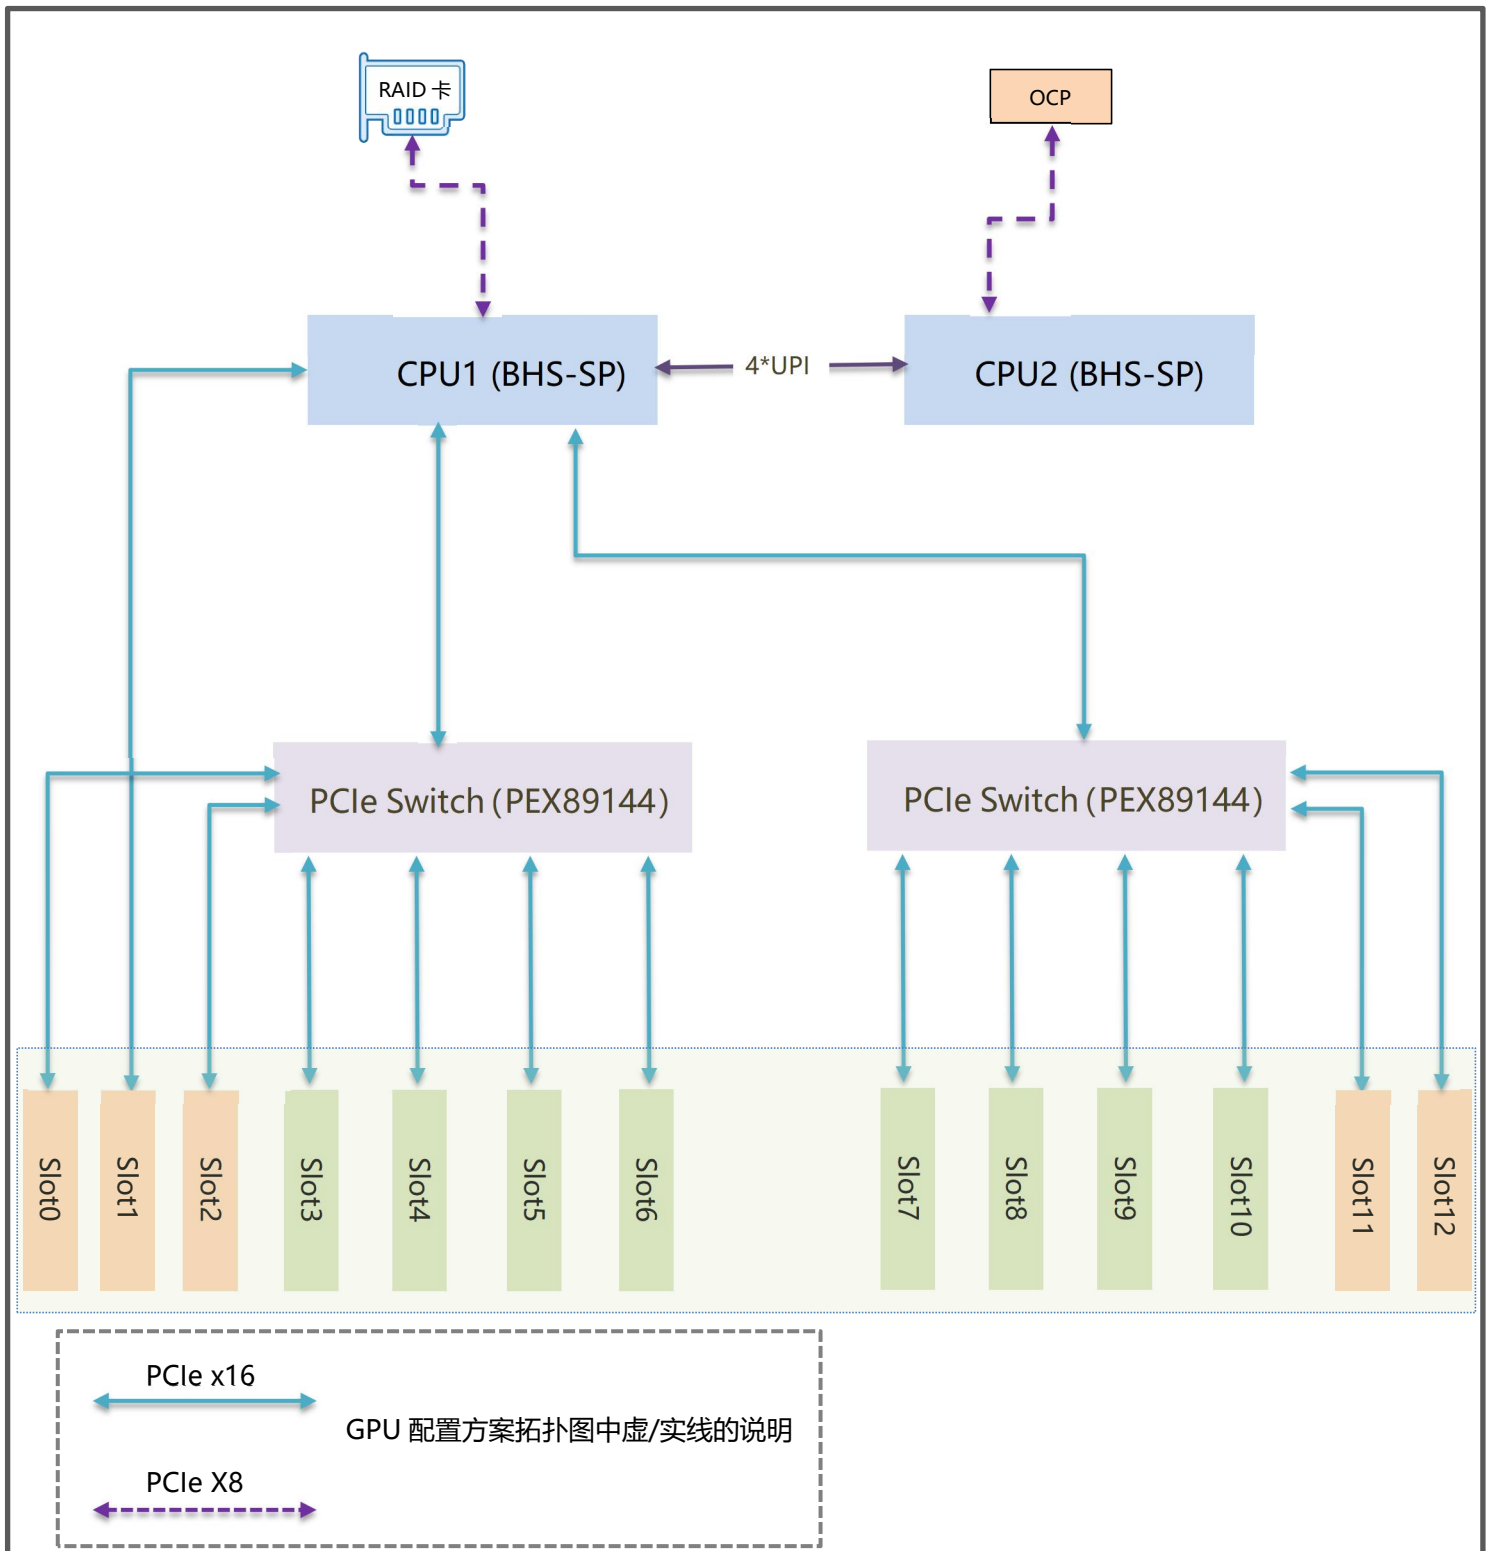 RAID 卡
OCP
CPU1 (BHS-SP)
4*UPI
CPU2 (BHS-SP)
PCIe Switch（PEX89144）
PCIe Switch（PEX89144）
Slot0
Slot1
Slot2
Slot3
Slot4
Slot5
Slot6
Slot7
Slot8
Slot9
Slot10
Slot11
Slot12
PCIe x16
GPU 配置方案拓扑图中虚/实线的说明
PCIe X8